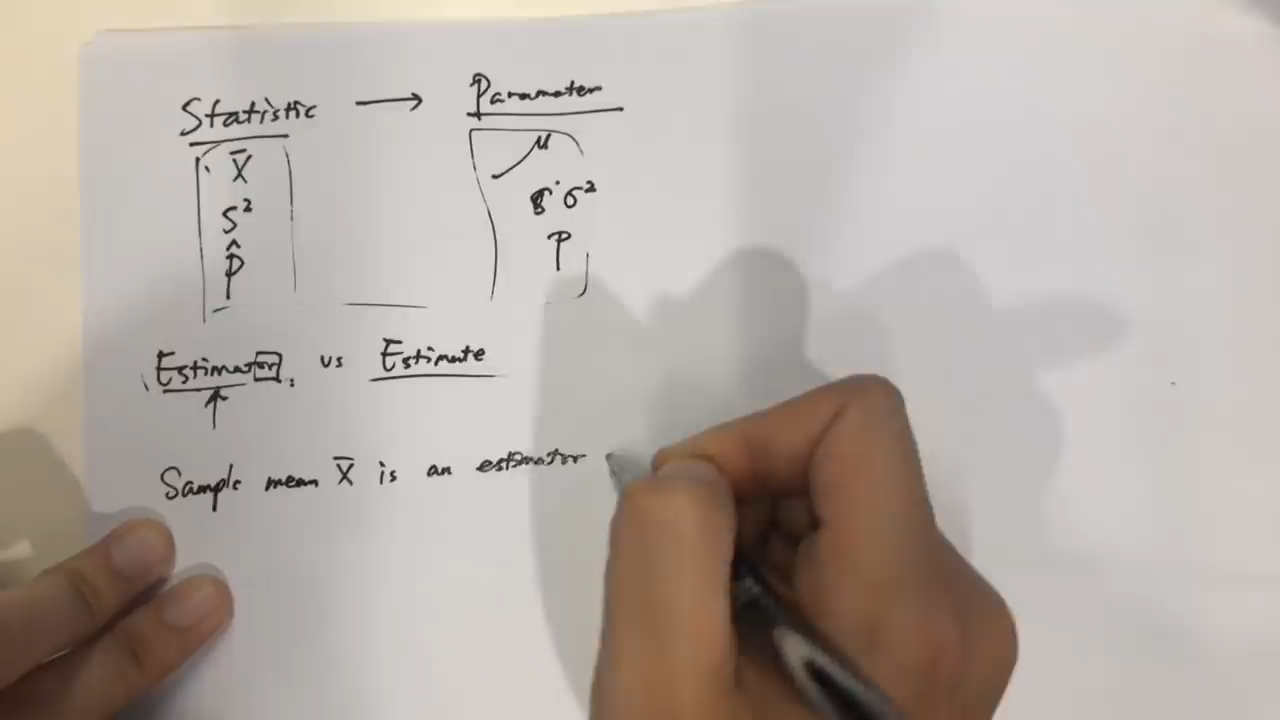 Statistic → Parameter
X̄ μ
S² σ²
p̂ p
Estimator vs Estimate
↑
Sample mean X̄ is an estimator